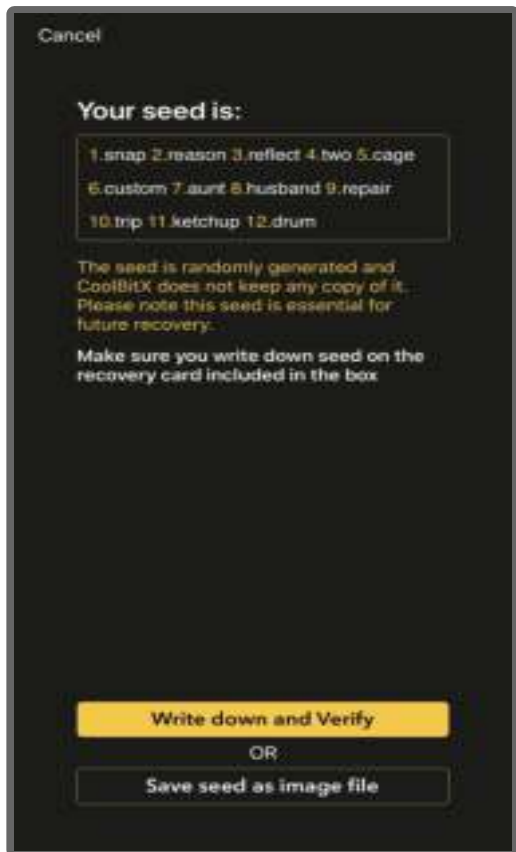 Cancel
Your seed is:
1.snap 2.reason 3.reflect 4.two 5.cage
6.custom 7.aunt 8.husband 9.repair
10.trip 11.ketchup 12.drum
The seed is randomly generated and
CoolBitX does not keep any copy of it.
Please note this seed is essential for
future recovery.
Make sure you write down seed on the
recovery card included in the box
Write down and Verify
OR
Save seed as image file